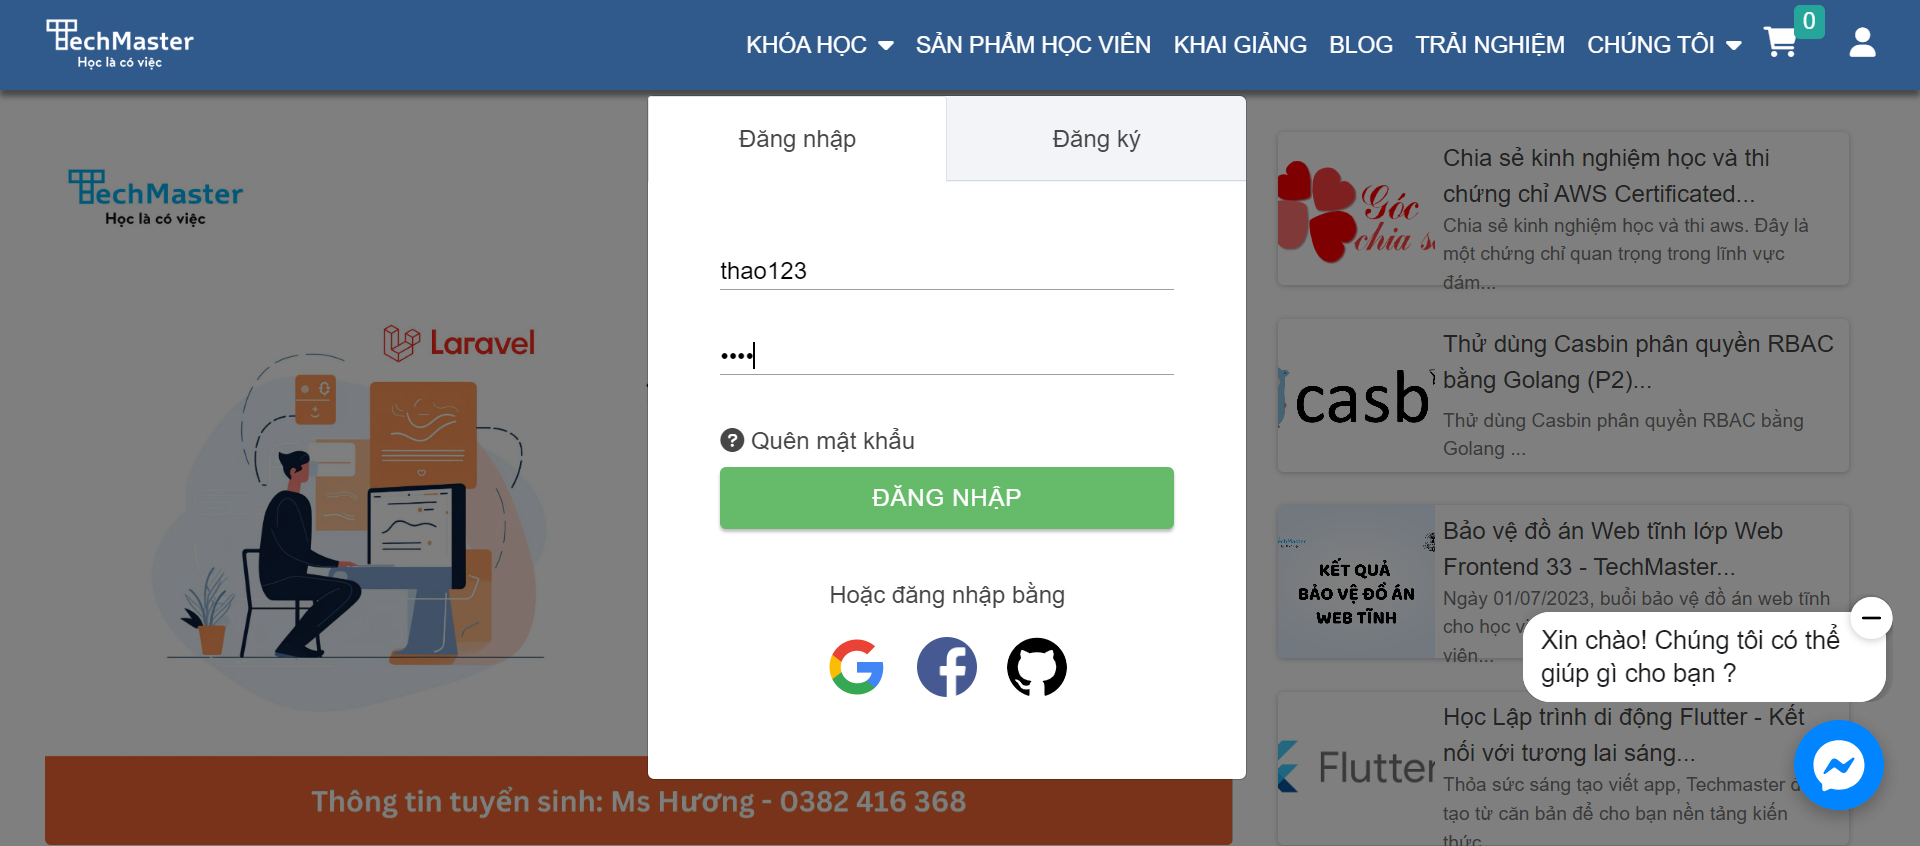 TechMaster
Học là có việc
KHÓA HỌC
SẢN PHẨM HỌC VIÊN
KHAI GIẢNG
BLOG
TRẢI NGHIỆM
CHÚNG TÔI
0
TechMaster
Học là có việc
Laravel
Thông tin tuyển sinh: Ms Hương - 0382 416 368
Đăng nhập
Đăng ký
thao123
••••
Quên mật khẩu
ĐĂNG NHẬP
Hoặc đăng nhập bằng
Góc
chia sẻ
Chia sẻ kinh nghiệm học và thi
chứng chỉ AWS Certificated...
Chia sẻ kinh nghiệm học và thi aws. Đây là
một chứng chỉ quan trọng trong lĩnh vực
đám...
casb
Thử dùng Casbin phân quyền RBAC
bằng Golang (P2)...
Thử dùng Casbin phân quyền RBAC bằng
Golang ...
TechMaster
KẾT QUẢ
BẢO VỆ ĐỒ ÁN
WEB TĨNH
Bảo vệ đồ án Web tĩnh lớp Web
Frontend 33 - TechMaster...
Ngày 01/07/2023, buổi bảo vệ đồ án web tĩnh
cho học
viên...
Xin chào! Chúng tôi có thể
giúp gì cho bạn ?
Flutter
Học Lập trình di động Flutter - Kết
nối với tương lai sáng...
Thỏa sức sáng tạo viết app, Techmaster
tạo từ căn bản để cho bạn nền tảng kiến
thức